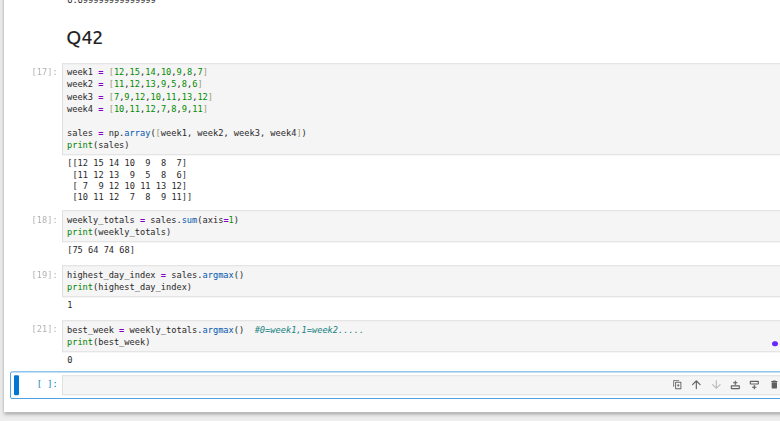 0.699999999999999
Q42
[17]:
week1 = [12,15,14,10,9,8,7]
week2 = [11,12,13,9,5,8,6]
week3 = [7,9,12,10,11,13,12]
week4 = [10,11,12,7,8,9,11]
sales = np.array([week1, week2, week3, week4])
print(sales)
[[12 15 14 10  9  8  7]
 [11 12 13  9  5  8  6]
 [ 7  9 12 10 11 13 12]
 [10 11 12  7  8  9 11]]
[18]:
weekly_totals = sales.sum(axis=1)
print(weekly_totals)
[75 64 74 68]
[19]:
highest_day_index = sales.argmax()
print(highest_day_index)
1
[21]:
best_week = weekly_totals.argmax()  #0=week1,1=week2.....
print(best_week)
0
[ ]: